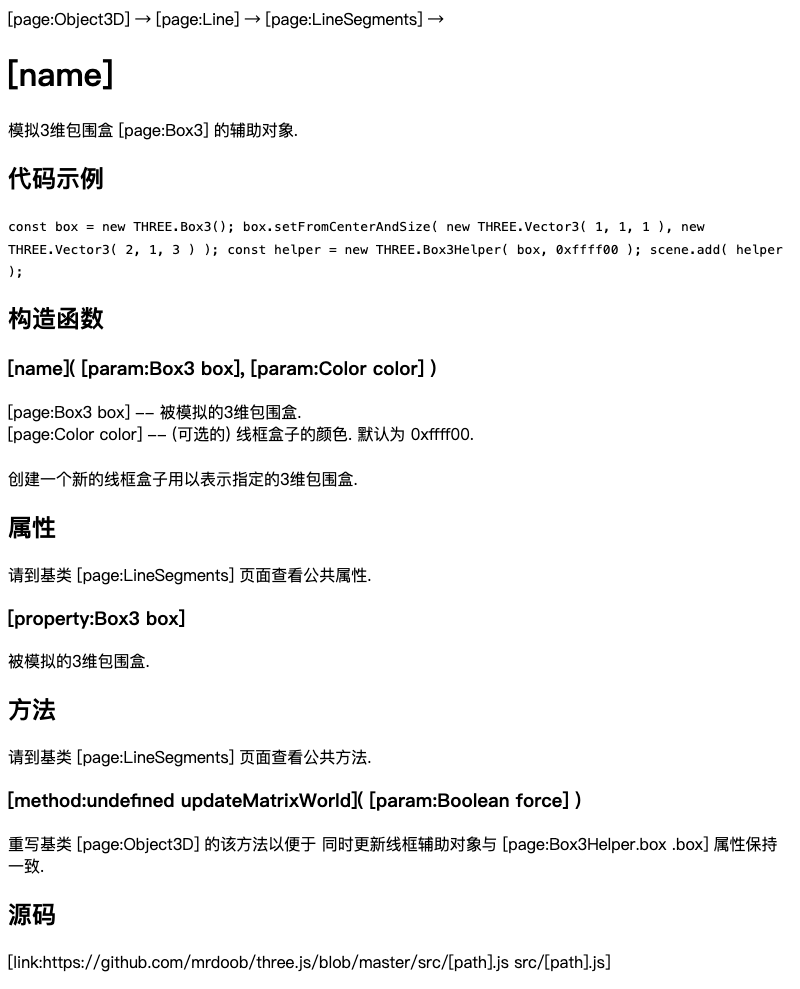 [page:Object3D] → [page:Line] → [page:LineSegments] →
[name]
模拟3维包围盒 [page:Box3] 的辅助对象.
代码示例
const box = new THREE.Box3(); box.setFromCenterAndSize( new THREE.Vector3( 1, 1, 1 ), new
THREE.Vector3( 2, 1, 3 ) ); const helper = new THREE.Box3Helper( box, 0xffff00 ); scene.add( helper
);
构造函数
[name]( [param:Box3 box], [param:Color color] )
[page:Box3 box] -- 被模拟的3维包围盒.
[page:Color color] -- (可选的) 线框盒子的颜色. 默认为 0xffff00.
创建一个新的线框盒子用以表示指定的3维包围盒.
属性
请到基类 [page:LineSegments] 页面查看公共属性.
[property:Box3 box]
被模拟的3维包围盒.
方法
请到基类 [page:LineSegments] 页面查看公共方法.
[method:undefined updateMatrixWorld]( [param:Boolean force] )
重写基类 [page:Object3D] 的该方法以便于 同时更新线框辅助对象与 [page:Box3Helper.box .box] 属性保持
一致.
源码
[link:https://github.com/mrdoob/three.js/blob/master/src/[path].js src/[path].js]